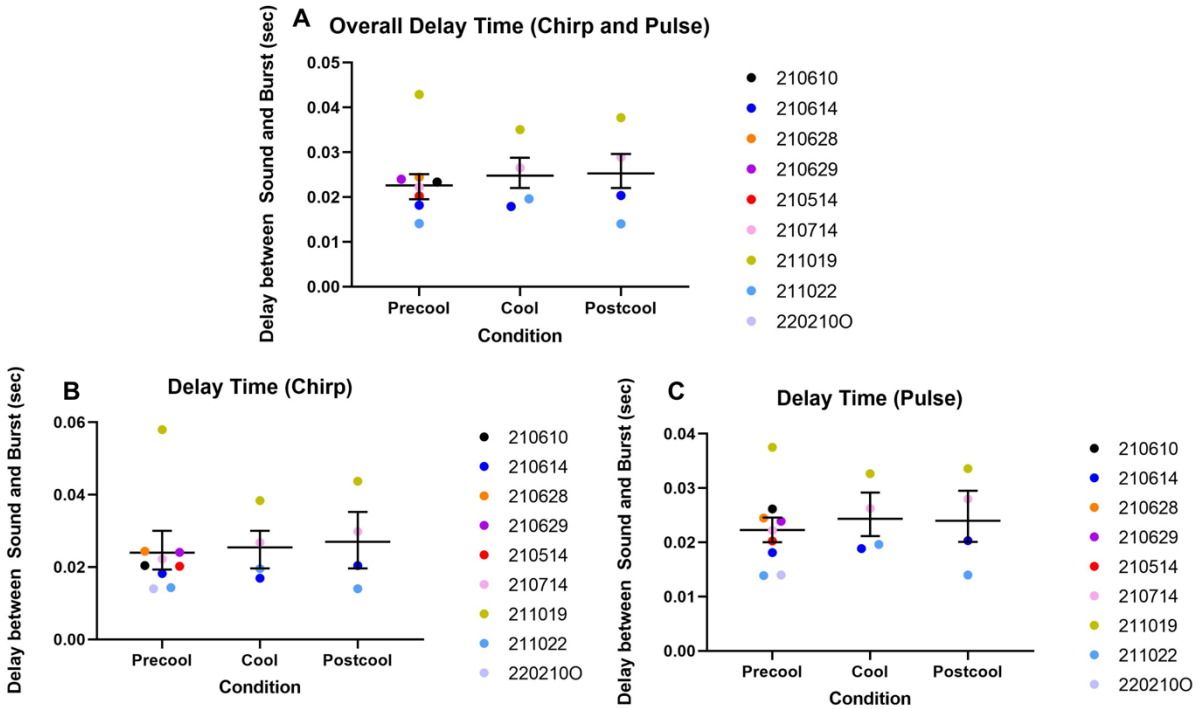 A
Overall Delay Time (Chirp and Pulse)
Delay between Sound and Burst (sec)
0.05
0.04
0.03
0.02
0.01
0.00
Precool Cool Postcool
Condition
210610
210614
210628
210629
210514
210714
211019
211022
220210O
B
Delay Time (Chirp)
Delay between Sound and Burst (sec)
0.06
0.04
0.02
0.00
Precool Cool Postcool
Condition
210610
210614
210628
210629
210514
210714
211019
211022
220210O
C
Delay Time (Pulse)
Delay between Sound and Burst (sec)
0.04
0.03
0.02
0.01
0.00
Precool Cool Postcool
Condition
210610
210614
210628
210629
210514
210714
211019
211022
220210O